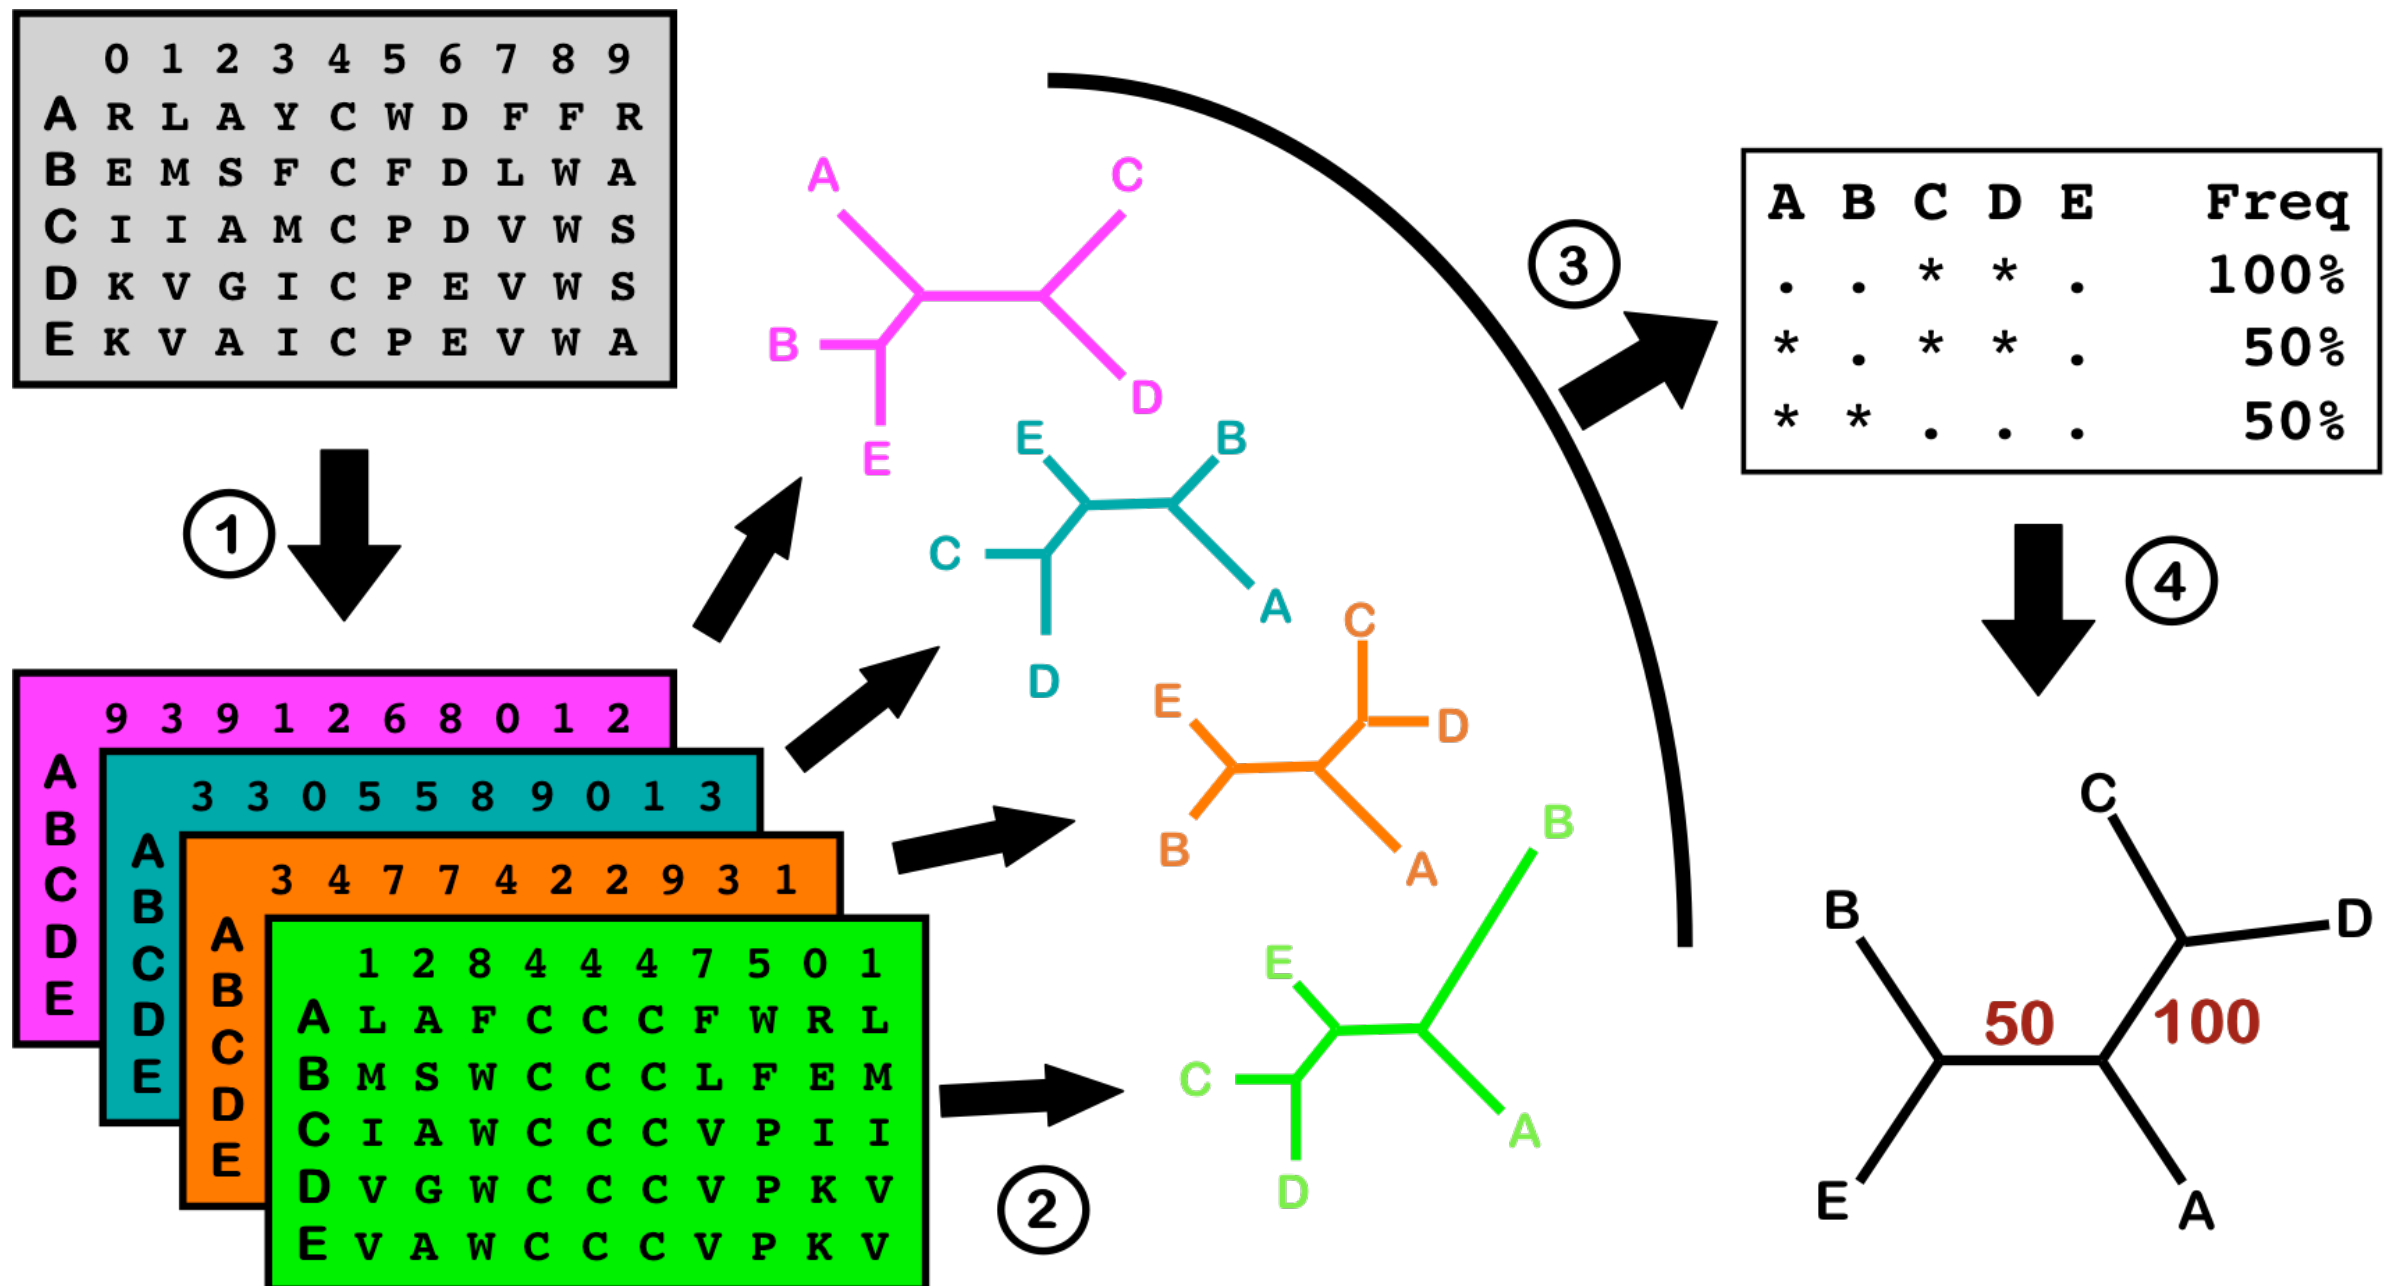 0 1 2 3 4 5 6 7 8 9
A R L A Y C W D F F R
B E M S F C F D L W A
C I I A M C P D V W S
D K V G I C P E V W S
E K V A I C P E V W A
1
9 3 9 1 2 6 8 0 1 2
A
B
C
D
E
3 3 0 5 5 8 9 0 1 3
A
B
C
D
E
3 4 7 7 4 2 2 9 3 1
A
B
C
D
E
1 2 8 4 4 4 7 5 0 1
A L A F C C C F W R L
B M S W C C C L F E M
C I A W C C C V P I I
D V G W C C C V P K V
E V A W C C C V P K V
2
A C
B
D
E
E B
C
A
D
C
E D
B A
B
E
C
A
D
3
A B C D E Freq
. . * * . 100%
* . * * . 50%
* * . . . 50%
4
C
B D
50 100
E A